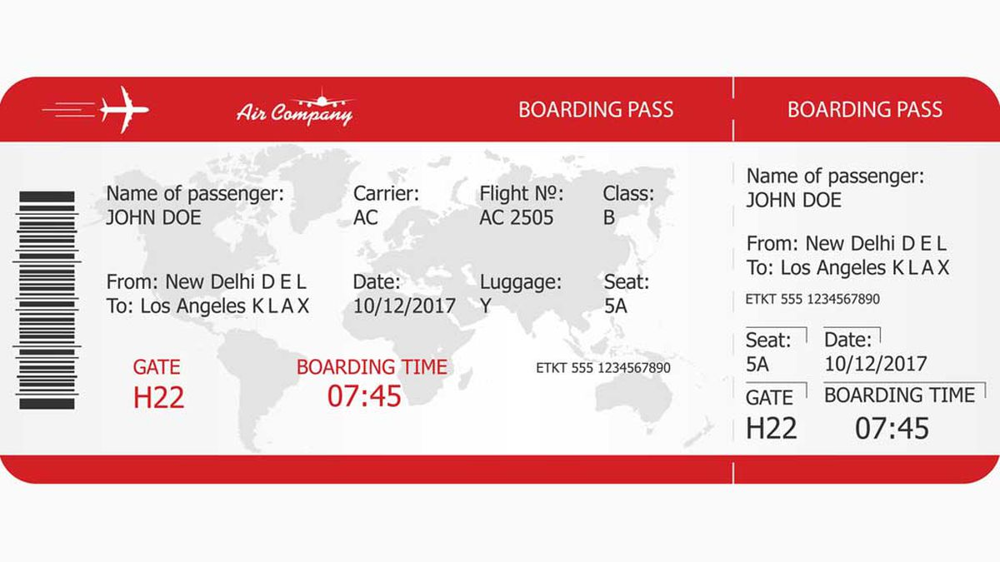 Air Company
BOARDING PASS
Name of passenger:
JOHN DOE
Carrier:
AC
Flight Nº:
AC 2505
Class:
B
From: New Delhi D E L
To: Los Angeles K L A X
Date:
10/12/2017
Luggage:
Y
Seat:
5A
GATE
H22
BOARDING TIME
07:45
ETKT 555 1234567890
BOARDING PASS
Name of passenger:
JOHN DOE
From: New Delhi D E L
To: Los Angeles K L A X
ETKT 555 1234567890
Seat:
5A
Date:
10/12/2017
GATE
H22
BOARDING TIME
07:45